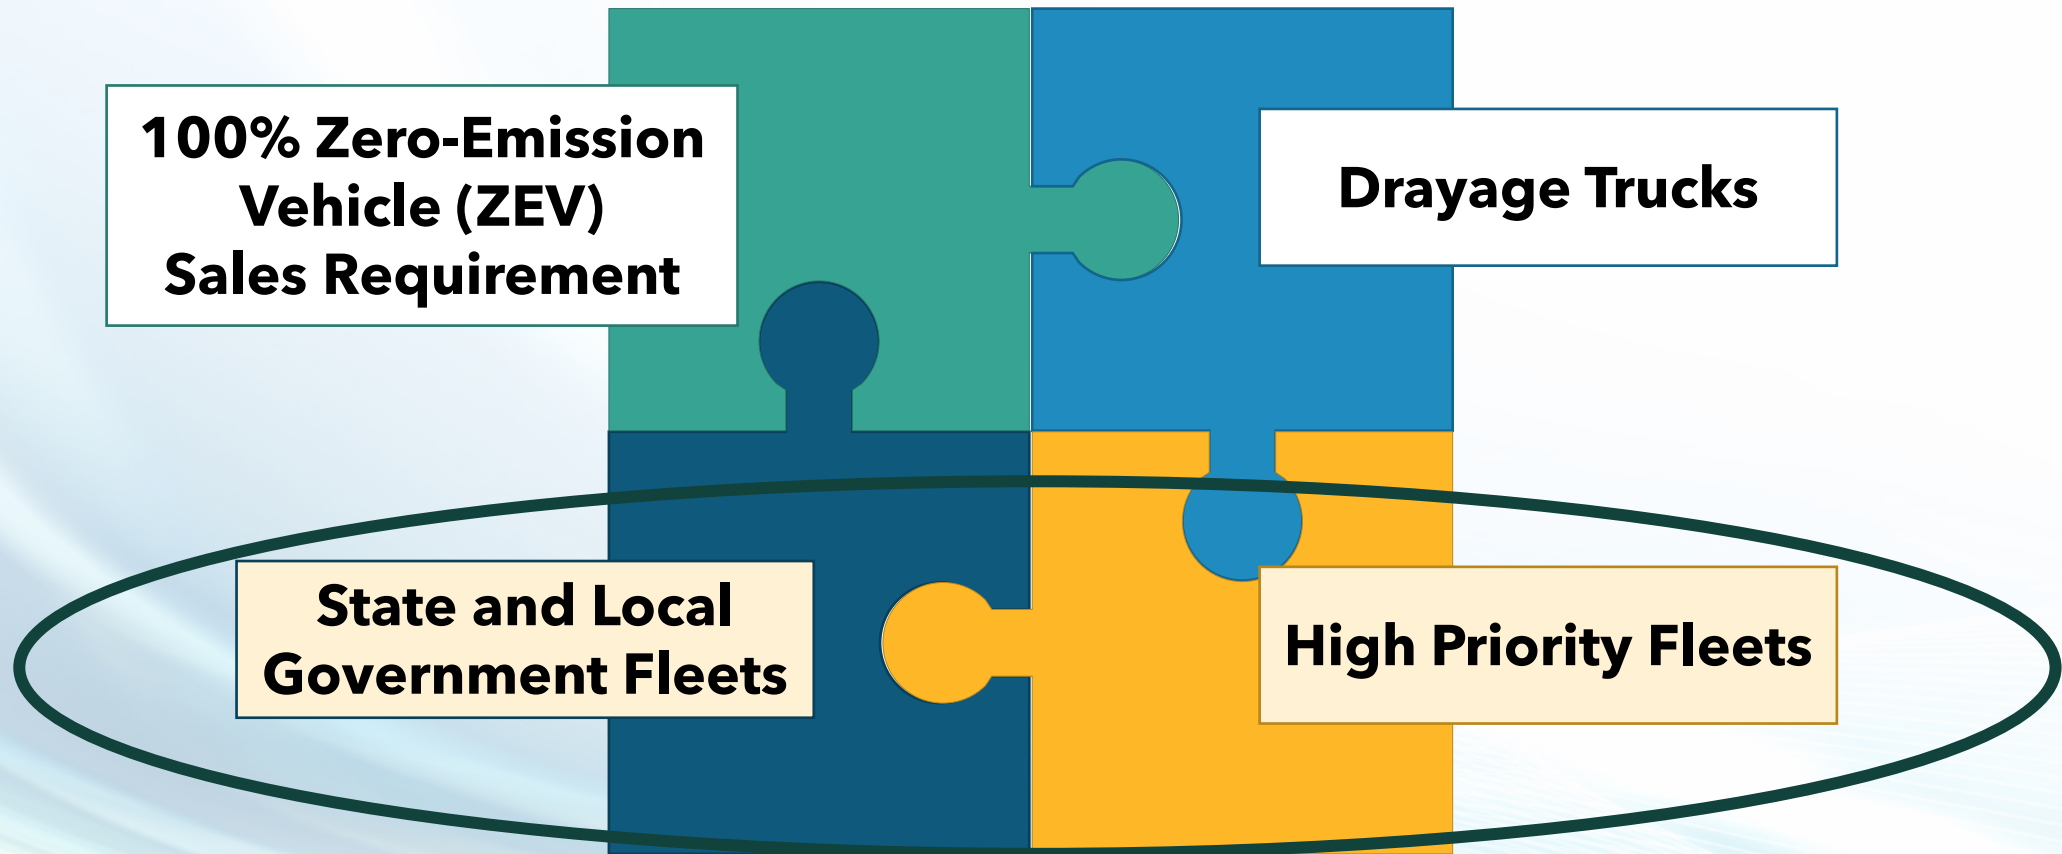 100% Zero-Emission
Vehicle (ZEV)
Sales Requirement
Drayage Trucks
State and Local
Government Fleets
High Priority Fleets